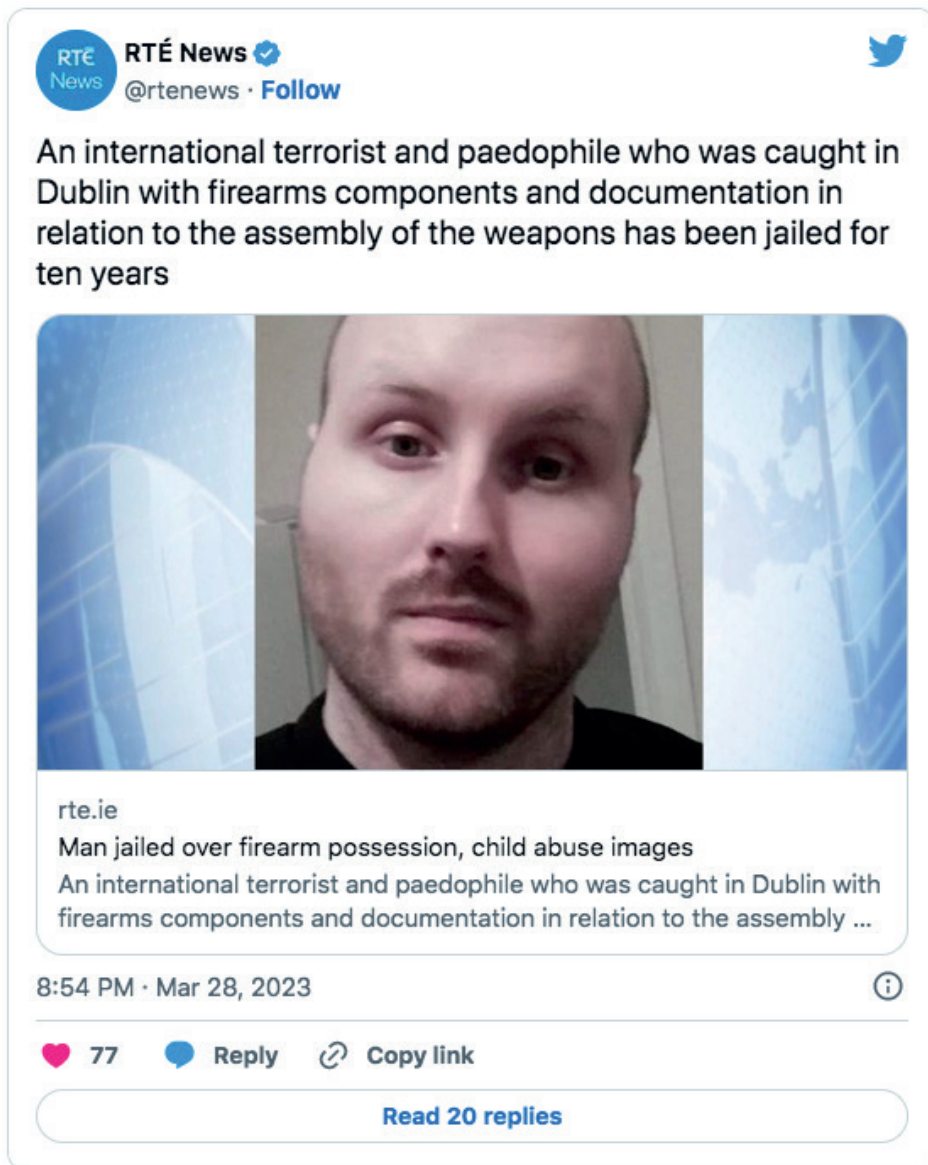 RTÉ
News
RTÉ News
@rtenews · Follow
An international terrorist and paedophile who was caught in
Dublin with firearms components and documentation in
relation to the assembly of the weapons has been jailed for
ten years
rte.ie
Man jailed over firearm possession, child abuse images
An international terrorist and paedophile who was caught in Dublin with
firearms components and documentation in relation to the assembly ...
8:54 PM · Mar 28, 2023
77 Reply Copy link
Read 20 replies